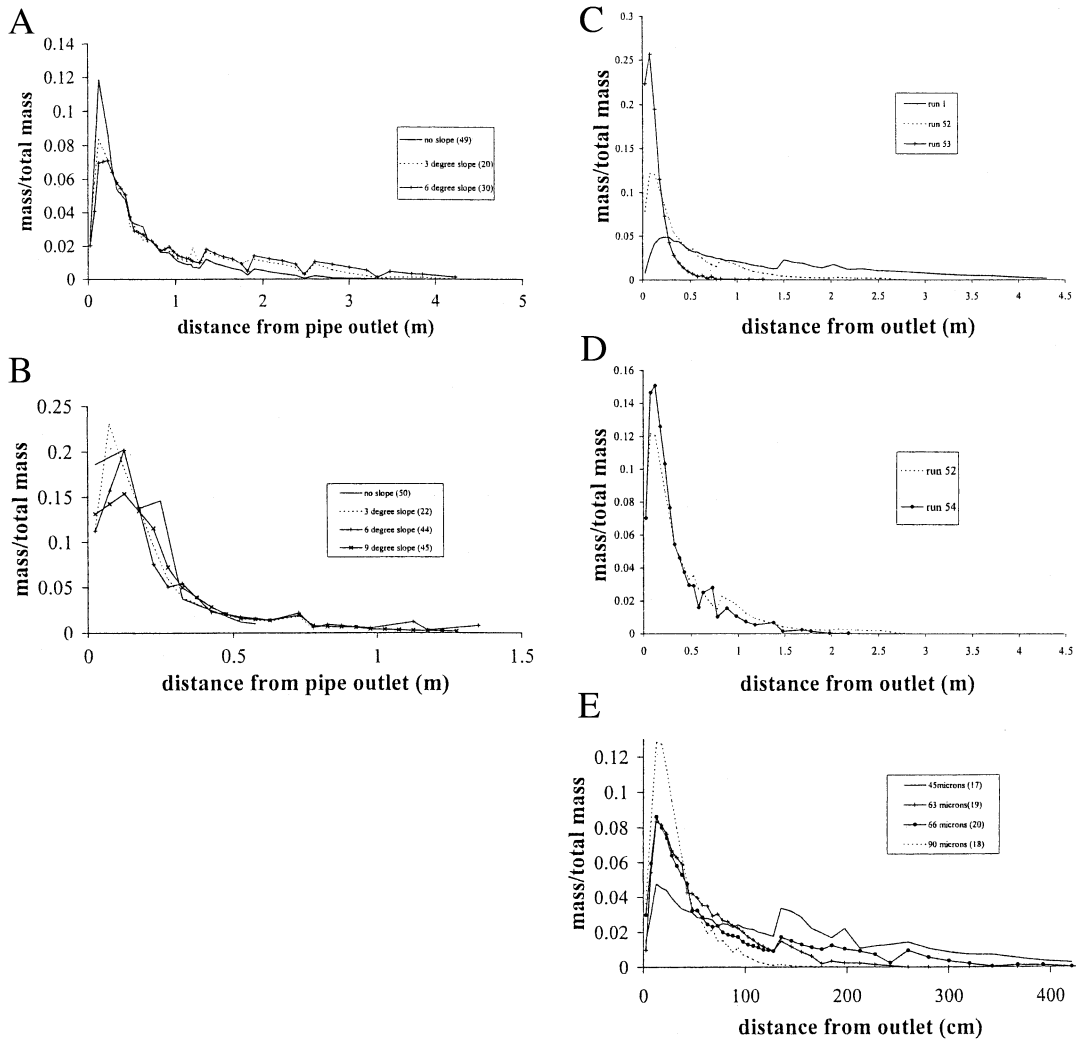 A
0.14
0.12
0.1
0.08
0.06
0.04
0.02
0
mass/total mass
0 1 2 3 4 5
distance from pipe outlet (m)
no slope (49)
3 degree slope (20)
6 degree slope (30)
B
0.25
0.2
0.15
0.1
0.05
0
mass/total mass
0 0.5 1 1.5
distance from pipe outlet (m)
no slope (50)
3 degree slope (22)
6 degree slope (44)
9 degree slope (45)
C
0.3
0.25
0.2
0.15
0.1
0.05
0
mass/total mass
0 0.5 1 1.5 2 2.5 3 3.5 4 4.5
distance from outlet (m)
run 1
run 52
run 53
D
0.16
0.14
0.12
0.1
0.08
0.06
0.04
0.02
0
mass/total mass
0 0.5 1 1.5 2 2.5 3 3.5 4 4.5
distance from outlet (m)
run 52
run 54
E
0.12
0.1
0.08
0.06
0.04
0.02
0
mass/total mass
0 100 200 300 400
distance from outlet (cm)
45microns (17)
63 microns(19)
66 microns (20)
90 microns (18)